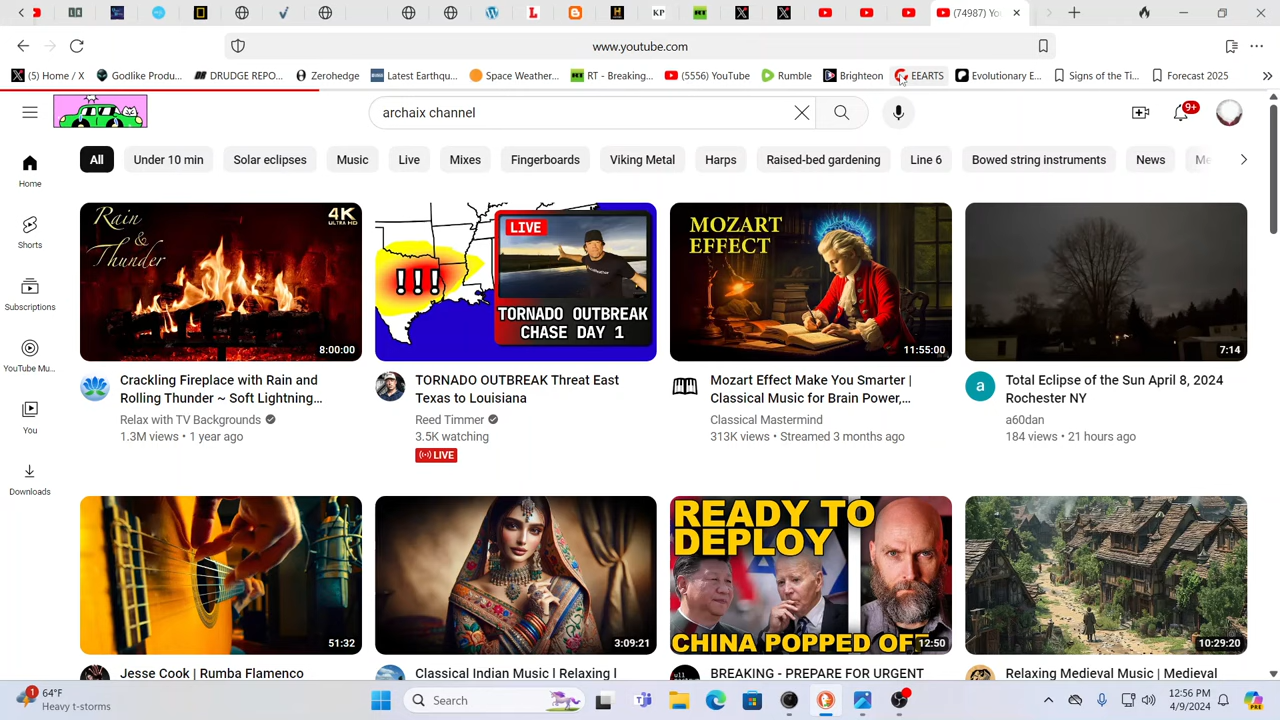 (74987) Yo
www.youtube.com
(5) Home / X
Godlike Produ...
DRUDGE REPO...
Zerohedge
Latest Earthqu...
Space Weather...
RT - Breaking...
(5556) YouTube
Rumble
Brighteon
EEARTS
Evolutionary E...
Signs of the Ti...
Forecast 2025
archaix channel
9+
All
Under 10 min
Solar eclipses
Music
Live
Mixes
Fingerboards
Viking Metal
Harps
Raised-bed gardening
Line 6
Bowed string instruments
News
Me
Home
Shorts
Subscriptions
YouTube Mu...
You
Downloads
Rain
&
Thunder
4K
ULTRA HD
8:00:00
Crackling Fireplace with Rain and
Rolling Thunder ~ Soft Lightning...
Relax with TV Backgrounds
1.3M views • 1 year ago
!!!
LIVE
TORNADO OUTBREAK
CHASE DAY 1
TORNADO OUTBREAK Threat East
Texas to Louisiana
Reed Timmer
3.5K watching
LIVE
MOZART
EFFECT
11:55:00
Mozart Effect Make You Smarter |
Classical Music for Brain Power,...
Classical Mastermind
313K views • Streamed 3 months ago
7:14
a
Total Eclipse of the Sun April 8, 2024
Rochester NY
a60dan
184 views • 21 hours ago
51:32
Jesse Cook | Rumba Flamenco
3:09:21
Classical Indian Music | Relaxing |
READY TO
DEPLOY
CHINA POPPED OFF
12:50
BREAKING - PREPARE FOR URGENT
10:29:20
Relaxing Medieval Music | Medieval
1
64°F
Heavy t-storms
Search
12:56 PM
4/9/2024
PRE